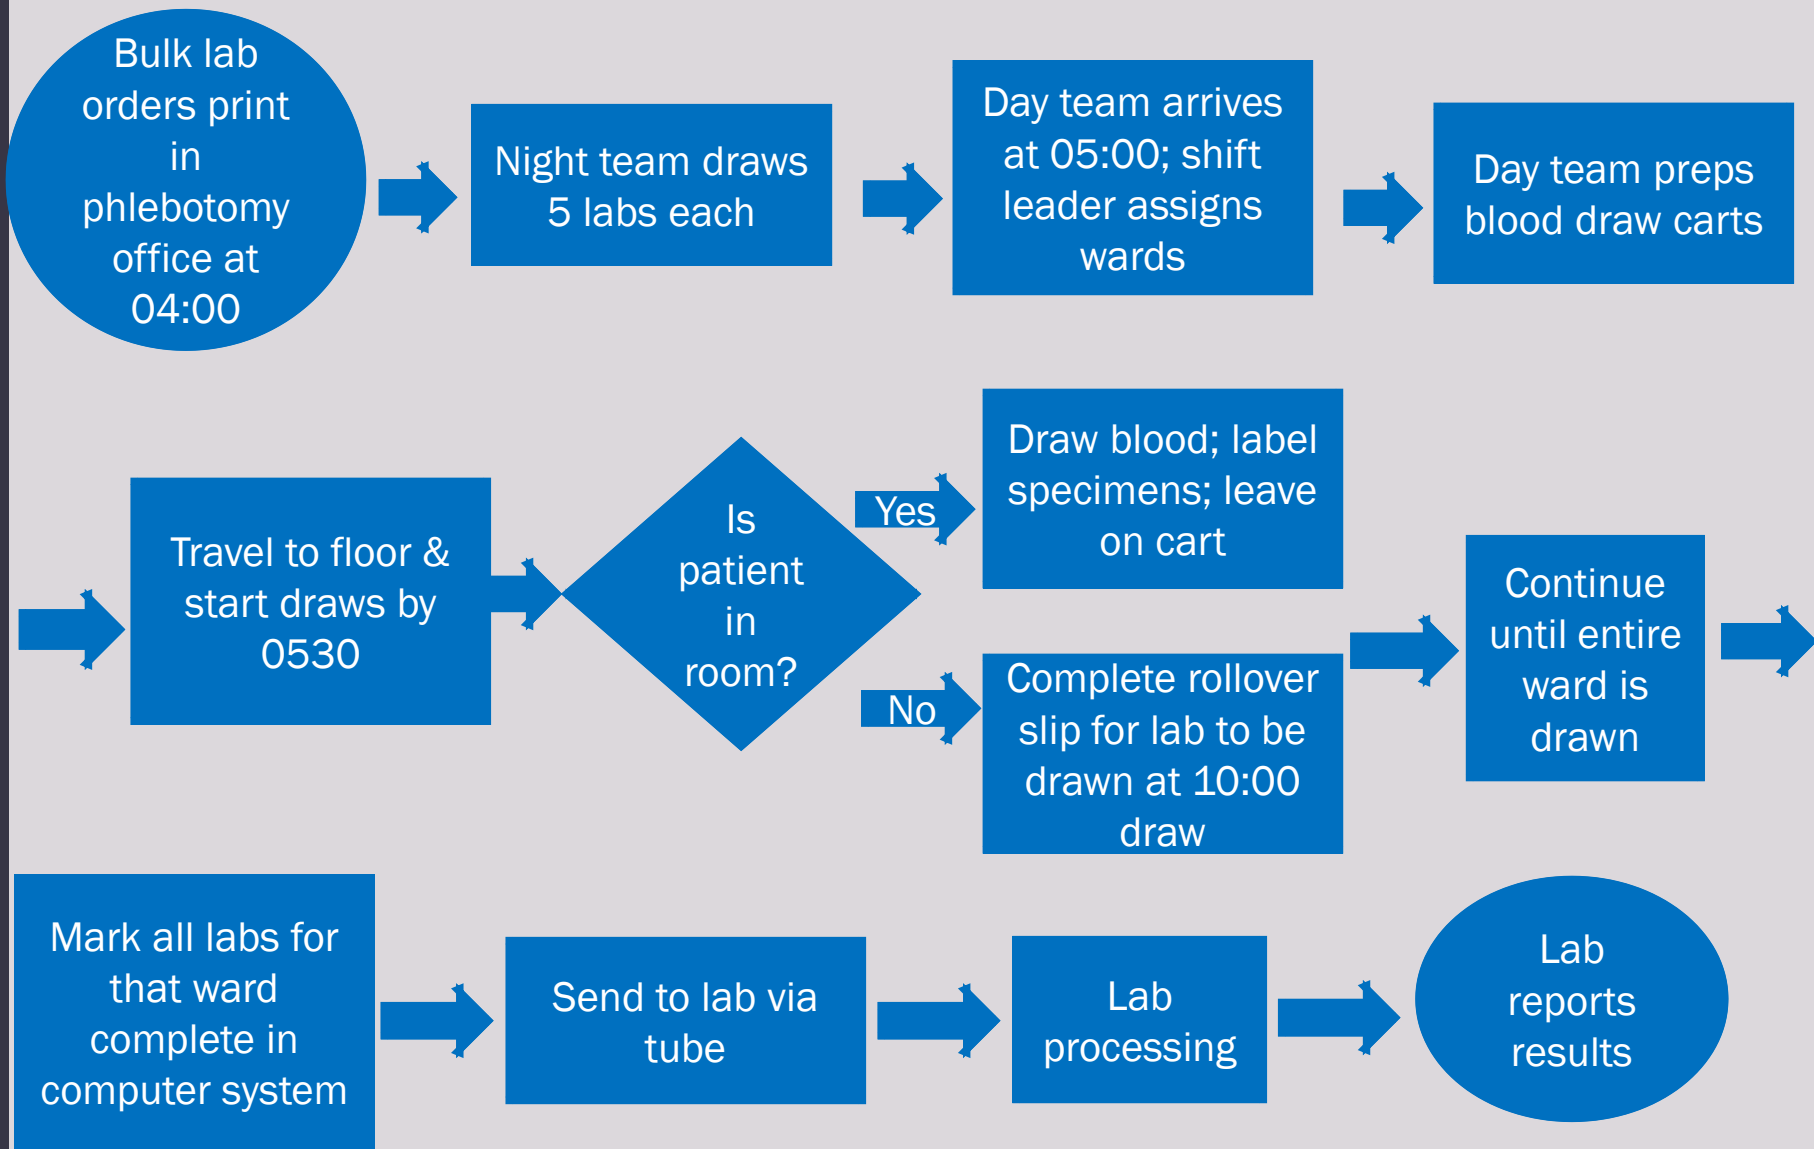 Bulk lab
orders print
in
phlebotomy
office at
04:00
Night team draws
5 labs each
Day team arrives
at 05:00; shift
leader assigns
wards
Day team preps
blood draw carts
Travel to floor &
start draws by
0530
Is
patient
in
room?
Yes
Draw blood; label
specimens; leave
on cart
No
Complete rollover
slip for lab to be
drawn at 10:00
draw
Continue
until entire
ward is
drawn
Mark all labs for
that ward
complete in
computer system
Send to lab via
tube
Lab
processing
Lab
reports
results